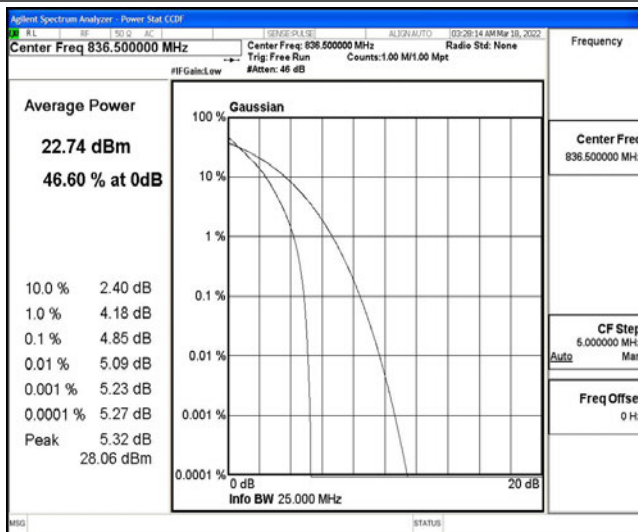 Agilent Spectrum Analyzer - Power Stat CCDF
RL RF 50 Ω AC SENSE:PULSE ALIGN AUTO 03:28:14 AM Mar 18, 2022
Center Freq 836.500000 MHz
Center Freq: 836.500000 MHz Radio Std: None
Trig: Free Run Counts:1.00 M/1.00 Mpt
#IFGain:Low #Atten: 46 dB
Frequency
Average Power
22.74 dBm
46.60 % at 0dB
10.0 % 2.40 dB
1.0 % 4.18 dB
0.1 % 4.85 dB
0.01 % 5.09 dB
0.001 % 5.23 dB
0.0001 % 5.27 dB
Peak 5.32 dB
28.06 dBm
Gaussian
100 %
10 %
1 %
0.1 %
0.01 %
0.001 %
0.0001 %
0 dB 20 dB
Info BW 25.000 MHz
Center Freq
836.500000 MHz
CF Step
5.000000 MHz
Auto Man
Freq Offse
0 Hz
MSG STATUS